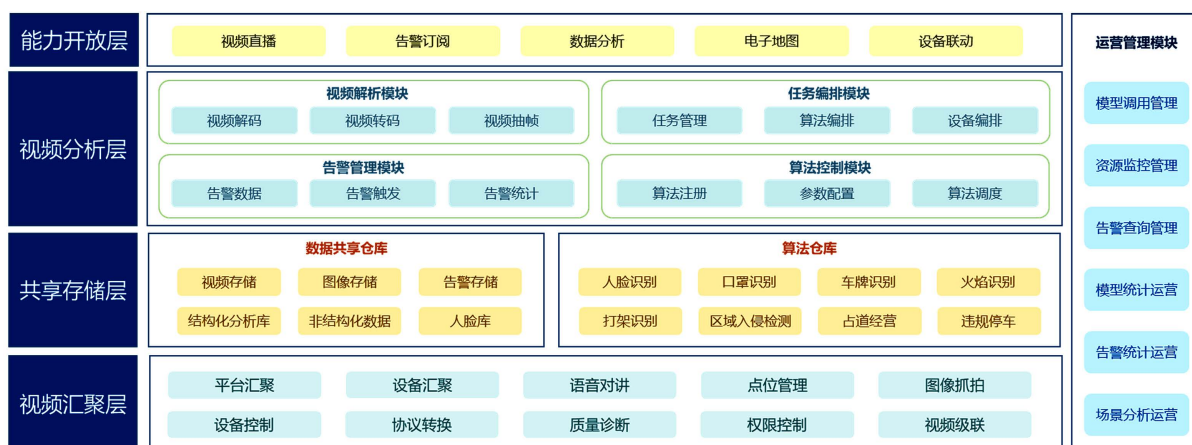 能力开放层
视频直播 告警订阅 数据分析 电子地图 设备联动
视频分析层
视频解析模块
视频解码 视频转码 视频抽帧
任务编排模块
任务管理 算法编排 设备编排
告警管理模块
告警数据 告警触发 告警统计
算法控制模块
算法注册 参数配置 算法调度
共享存储层
数据共享仓库
视频存储 图像存储 告警存储
结构化分析库 非结构化数据 人脸库
算法仓库
人脸识别 口罩识别 车牌识别 火焰识别
打架识别 区域入侵检测 占道经营 违规停车
视频汇聚层
平台汇聚 设备汇聚 语音对讲 点位管理 图像抓拍
设备控制 协议转换 质量诊断 权限控制 视频级联
运营管理模块
模型调用管理
资源监控管理
告警查询管理
模型统计运营
告警统计运营
场景分析运营